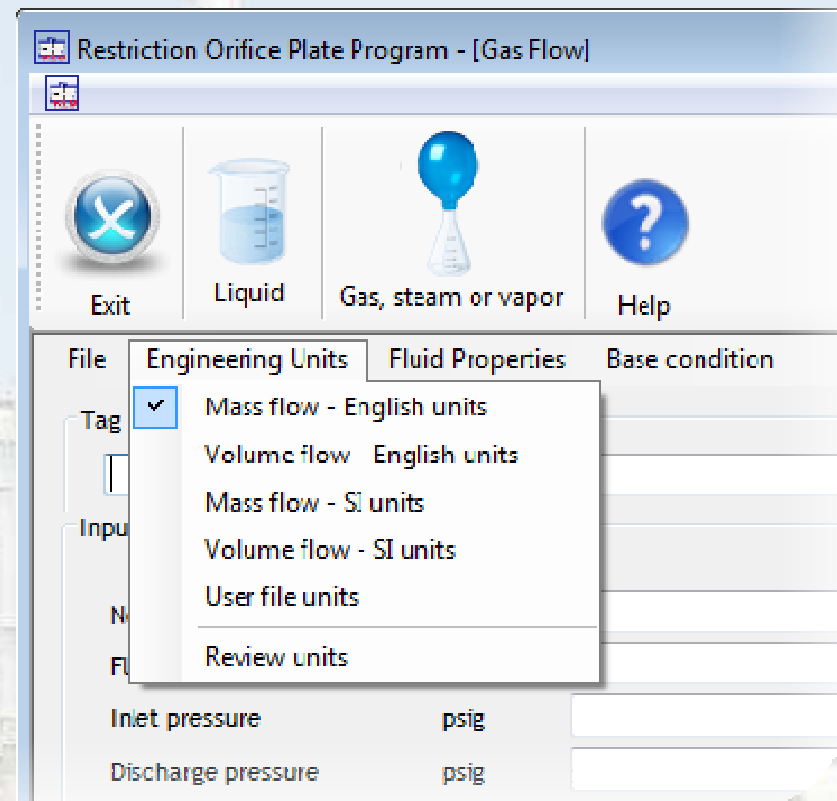 Restriction Orifice Plate Program - [Gas Flow]
Exit
Liquid
Gas, steam or vapor
Help
File Engineering Units Fluid Properties Base condition
Tag
Mass flow - English units
Volume flow English units
Mass flow - SI units
Volume flow - SI units
User file units
Review units
Inlet pressure psig
Discharge pressure psig